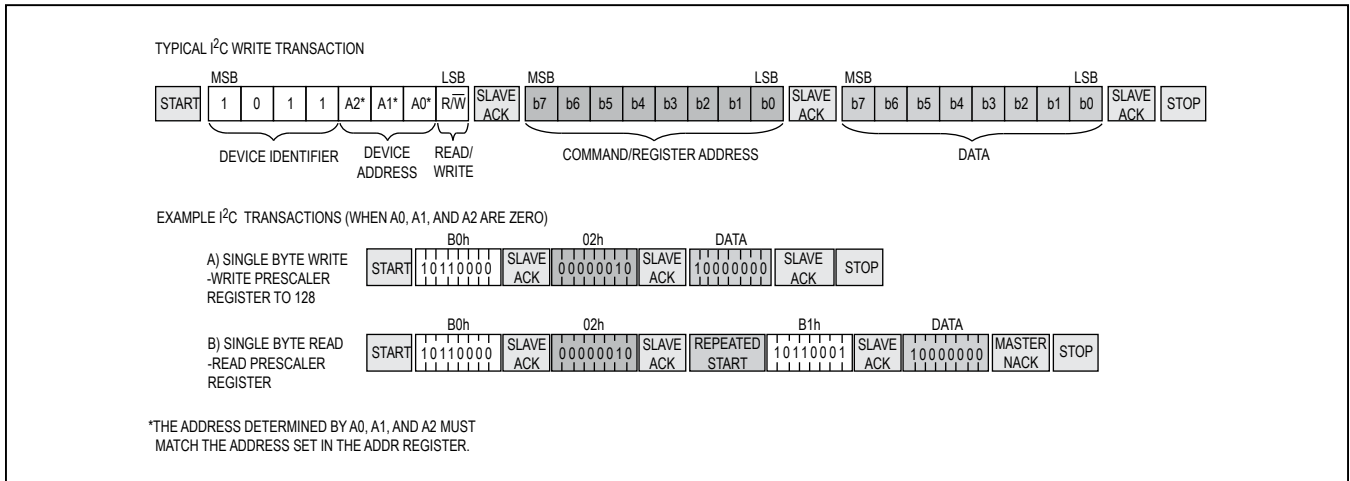 TYPICAL I2C WRITE TRANSACTION
MSB LSB MSB LSB MSB LSB
START 1 0 1 1 A2* A1* A0* R/W̅ SLAVE ACK b7 b6 b5 b4 b3 b2 b1 b0 SLAVE ACK b7 b6 b5 b4 b3 b2 b1 b0 SLAVE ACK STOP
DEVICE IDENTIFIER DEVICE ADDRESS READ/WRITE COMMAND/REGISTER ADDRESS DATA
EXAMPLE I2C TRANSACTIONS (WHEN A0, A1, AND A2 ARE ZERO)
B0h 02h DATA
A) SINGLE BYTE WRITE
-WRITE PRESCALER
REGISTER TO 128
START 10110000 SLAVE ACK 00000010 SLAVE ACK 10000000 SLAVE ACK STOP
B0h 02h B1h DATA
B) SINGLE BYTE READ
-READ PRESCALER
REGISTER
START 10110000 SLAVE ACK 00000010 SLAVE ACK REPEATED START 10110001 SLAVE ACK 10000000 MASTER NACK STOP
*THE ADDRESS DETERMINED BY A0, A1, AND A2 MUST
MATCH THE ADDRESS SET IN THE ADDR REGISTER.